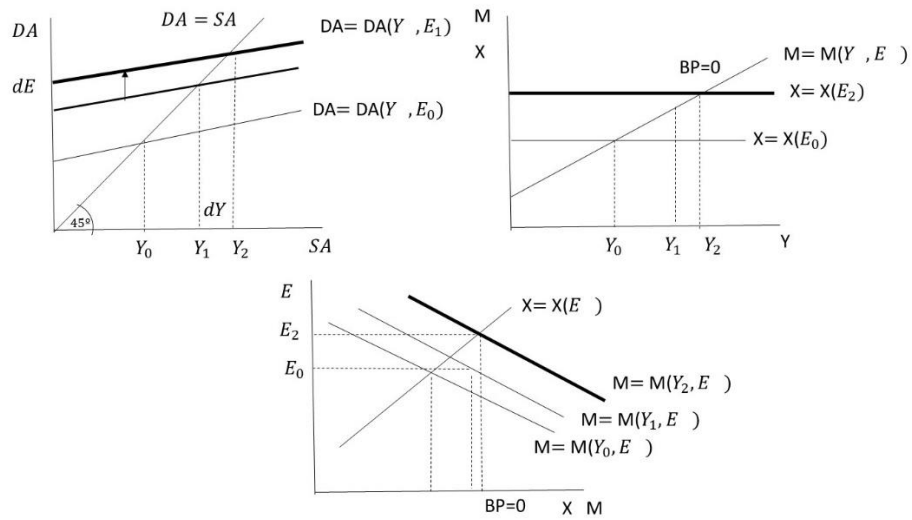 DA
DA = SA
DA= DA(Y , E₁)
dE
DA= DA(Y , E₀)
45º
dY
Y₀ Y₁ Y₂ SA
M
X
M= M(Y , E )
BP=0
X= X(E₂)
X= X(E₀)
Y₀ Y₁ Y₂ Y
E
X= X(E )
E₂
E₀
M= M(Y₂, E )
M= M(Y₁, E )
M= M(Y₀, E )
BP=0 X M